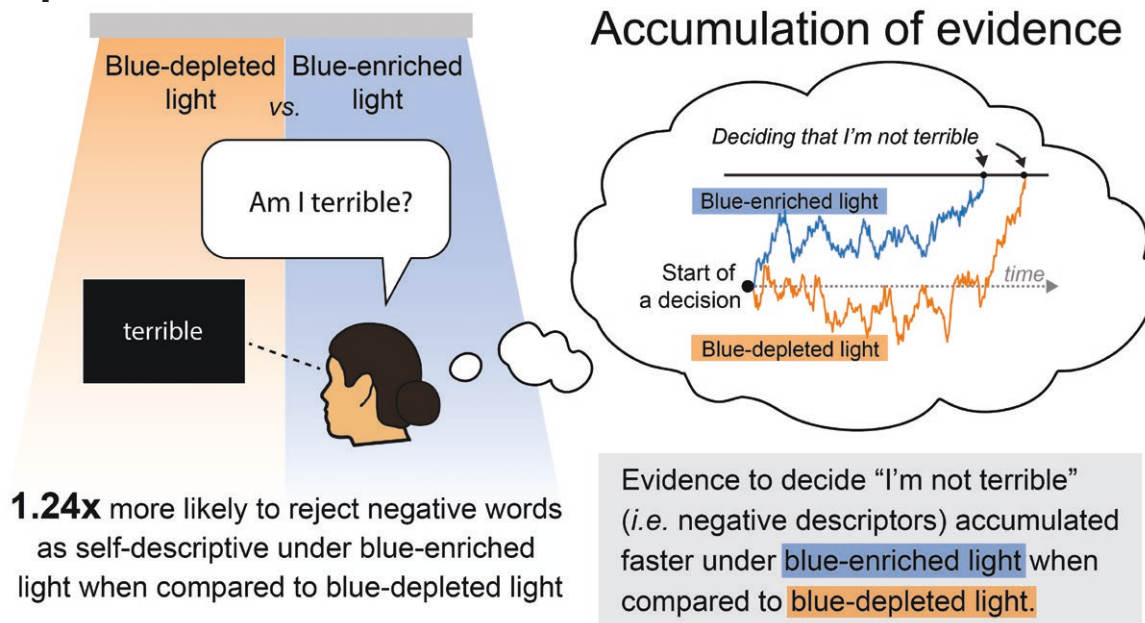 Blue-depleted
light
vs.
Blue-enriched
light
Am I terrible?
terrible
1.24x more likely to reject negative words
as self-descriptive under blue-enriched
light when compared to blue-depleted light
Accumulation of evidence
Deciding that I'm not terrible
Blue-enriched light
Start of
a decision
time
Blue-depleted light
Evidence to decide “I'm not terrible”
(i.e. negative descriptors) accumulated
faster under blue-enriched light when
compared to blue-depleted light.